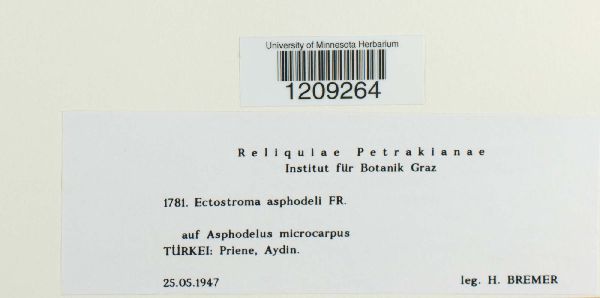 University of Minnesota Herbarium
1209264
Reliquiae Petrakianae
Institut für Botanik Graz
1781. Ectostroma asphodeli FR.
auf Asphodelus microcarpus
TÜRKEI: Priene, Aydin.
25.05.1947 leg. H. BREMER